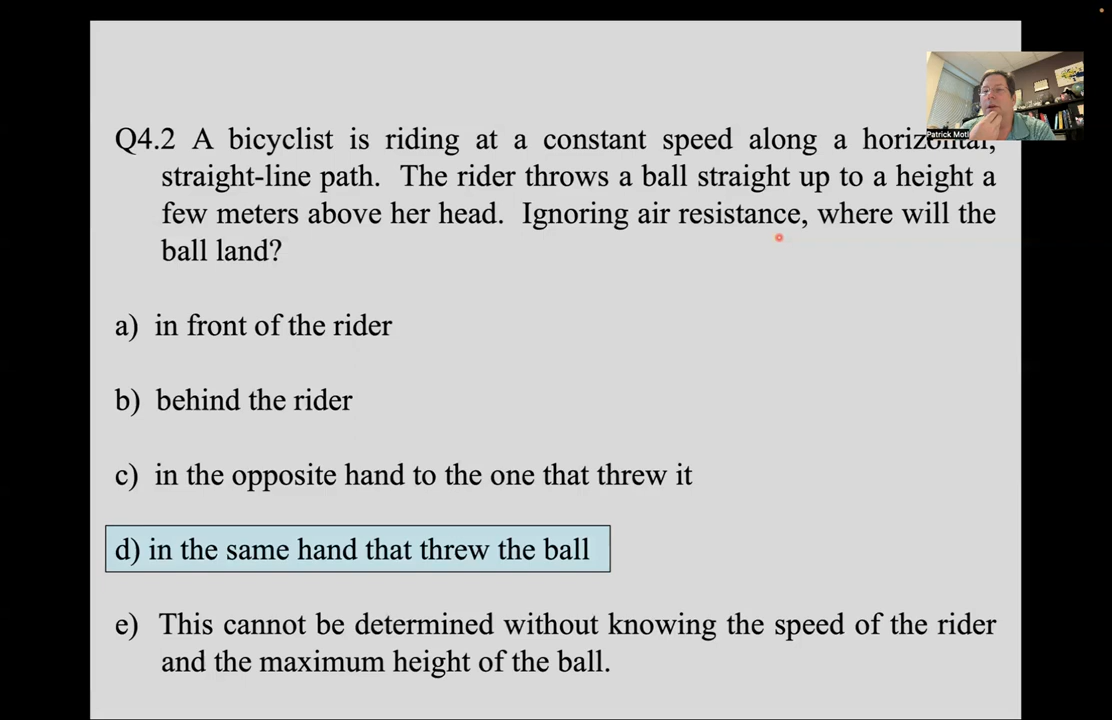 Patrick
Q4.2 A bicyclist is riding at a constant speed along a horizontal,
straight-line path. The rider throws a ball straight up to a height a
few meters above her head. Ignoring air resistance, where will the
ball land?
a) in front of the rider
b) behind the rider
c) in the opposite hand to the one that threw it
d) in the same hand that threw the ball
e) This cannot be determined without knowing the speed of the rider
and the maximum height of the ball.